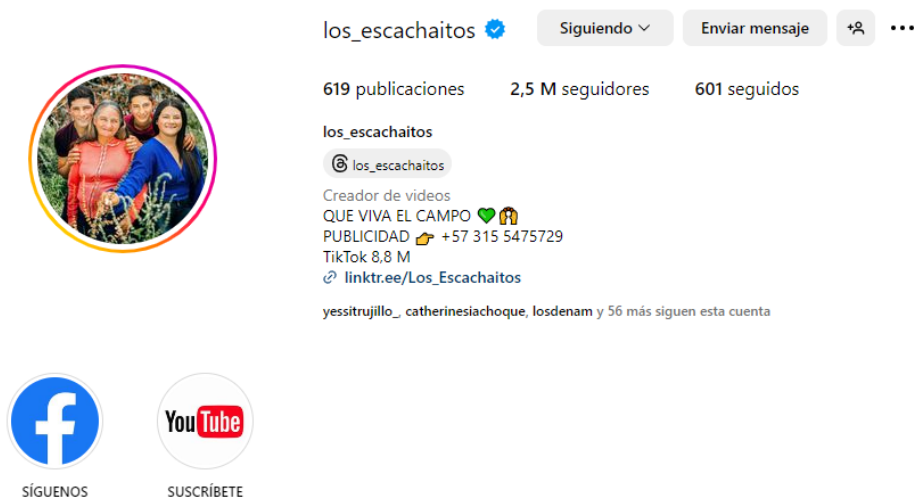 los_escachaitos
Siguiendo
Enviar mensaje
619 publicaciones
2,5 M seguidores
601 seguidos
los_escachaitos
los_escachaitos
Creador de videos
QUE VIVA EL CAMPO 💚🙌
PUBLICIDAD 👉 +57 315 5475729
TikTok 8,8 M
linktr.ee/Los_Escachaitos
yessitrujillo_, catherinesiachoque, losdenam y 56 más siguen esta cuenta
f
YouTube
SÍGUENOS
SUSCRÍBETE